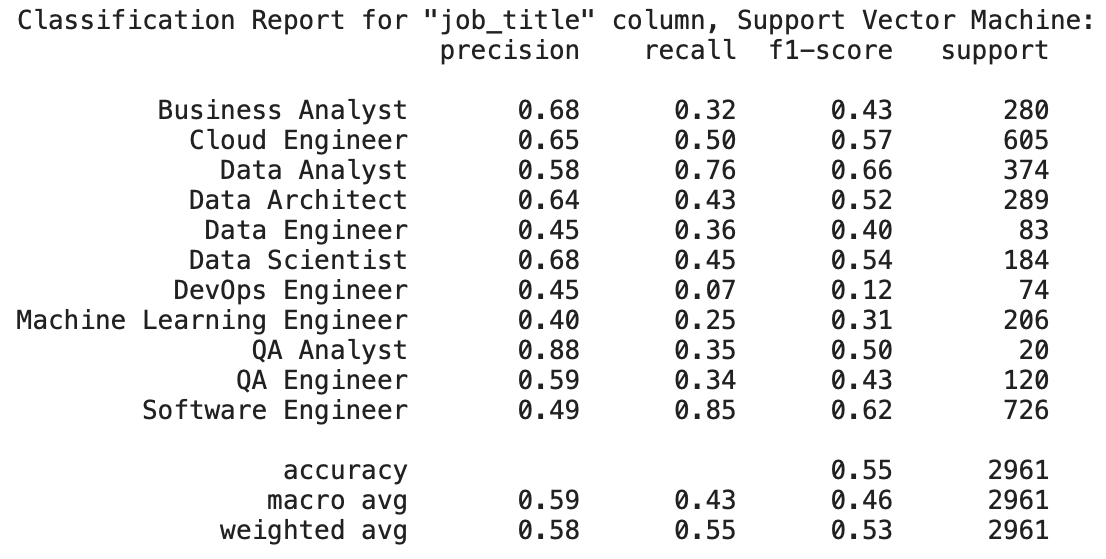 Classification Report for "job_title" column, Support Vector Machine:
precision recall f1-score support
Business Analyst 0.68 0.32 0.43 280
Cloud Engineer 0.65 0.50 0.57 605
Data Analyst 0.58 0.76 0.66 374
Data Architect 0.64 0.43 0.52 289
Data Engineer 0.45 0.36 0.40 83
Data Scientist 0.68 0.45 0.54 184
DevOps Engineer 0.45 0.07 0.12 74
Machine Learning Engineer 0.40 0.25 0.31 206
QA Analyst 0.88 0.35 0.50 20
QA Engineer 0.59 0.34 0.43 120
Software Engineer 0.49 0.85 0.62 726
accuracy 0.55 2961
macro avg 0.59 0.43 0.46 2961
weighted avg 0.58 0.55 0.53 2961